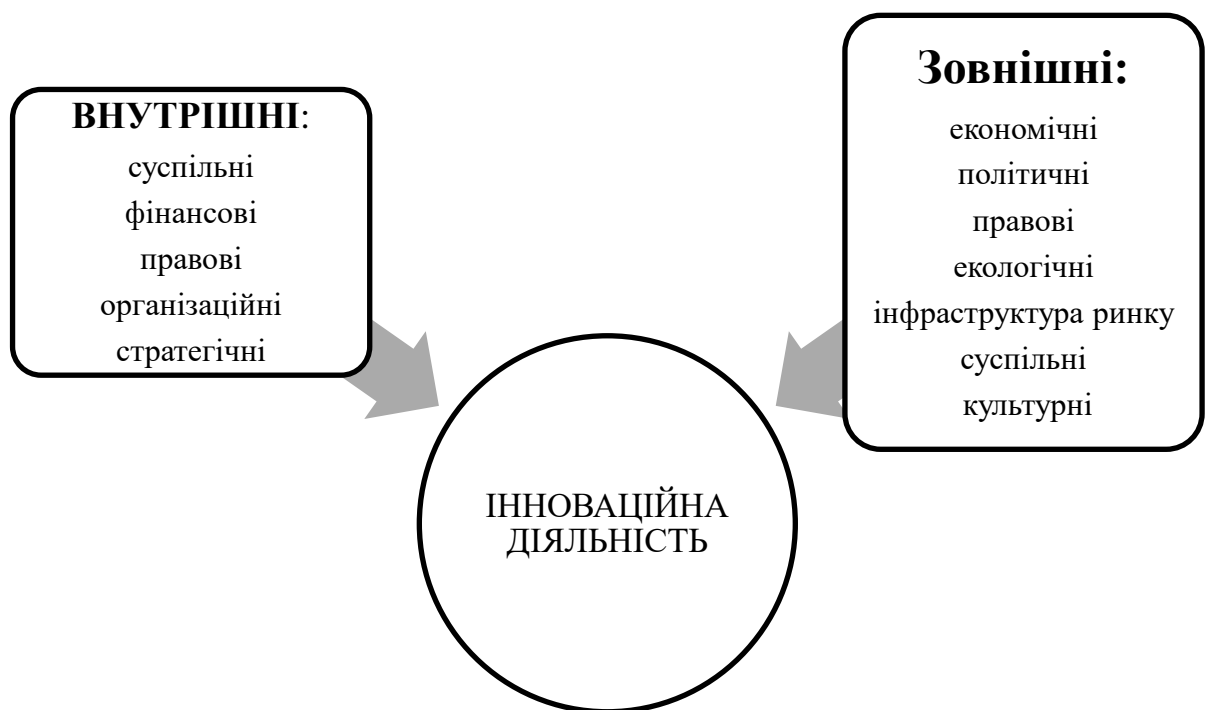 ВНУТРІШНІ:
суспільні
фінансові
правові
організаційні
стратегічні
Зовнішні:
економічні
політичні
правові
екологічні
інфраструктура ринку
суспільні
культурні
ІННОВАЦІЙНА
ДІЯЛЬНІСТЬ